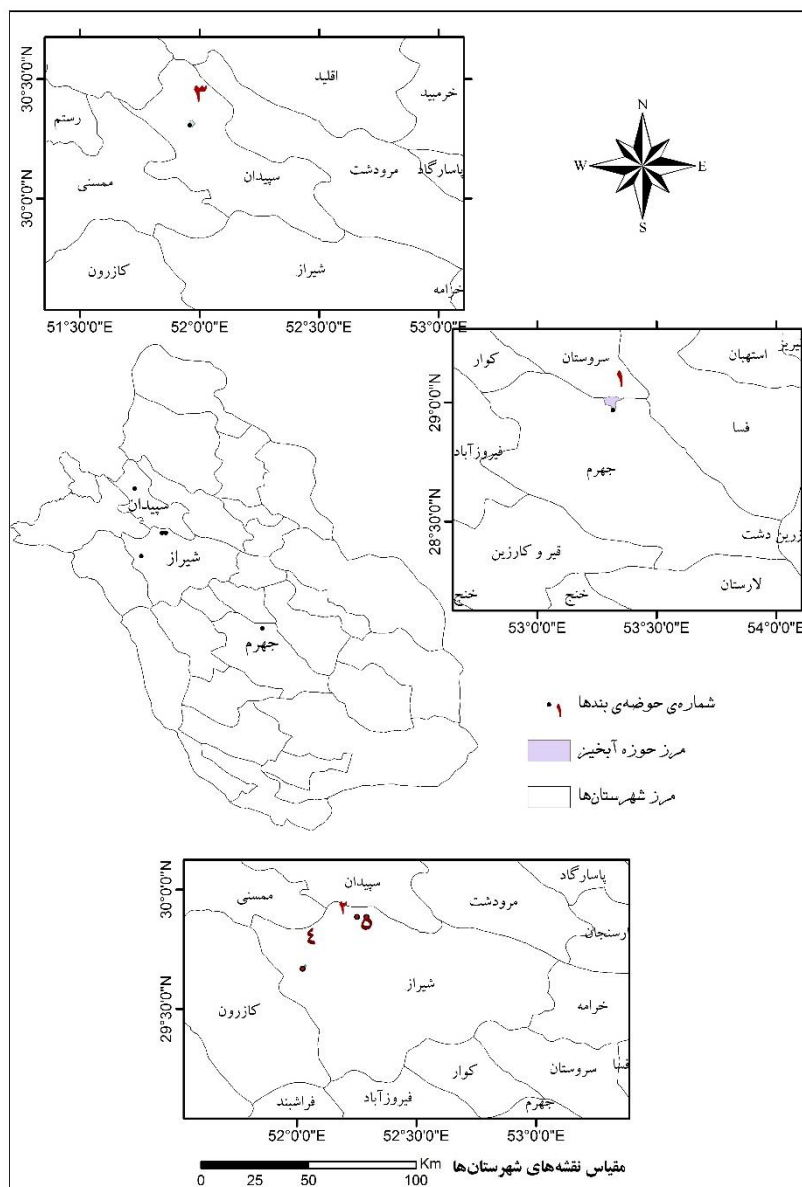 30°30'0"N
اقلید
خرمبید
۳
رستم
ممسنی
سپیدان
مرودشت
پاسارگاد
30°0'0"N
کازرون
شیراز
خرامه
51°30'0"E
52°0'0"E
52°30'0"E
53°0'0"E
N
W
E
S
کوار
سروستان
استهبان
نیریز
۱
29°0'0"N
فیروزآباد
جهرم
فسا
28°30'0"N
قیر و کارزین
زرین دشت
لارستان
خنج
خنج
53°0'0"E
53°30'0"E
54°0'0"E
سپیدان
شیراز
جهرم
۱ شماره‌ی حوضه‌ی بندها
مرز حوزه آبخیز
مرز شهرستان‌ها
30°0'0"N
ممسنی
سپیدان
مرودشت
پاسارگاد
ارسنجان
۲
۵
٤
کازرون
شیراز
خرامه
29°30'0"N
فراشبند
فیروزآباد
کوار
سروستان
فسا
جهرم
52°0'0"E
52°30'0"E
53°0'0"E
Km
0
25
50
100
مقیاس نقشه‌های شهرستان‌ها